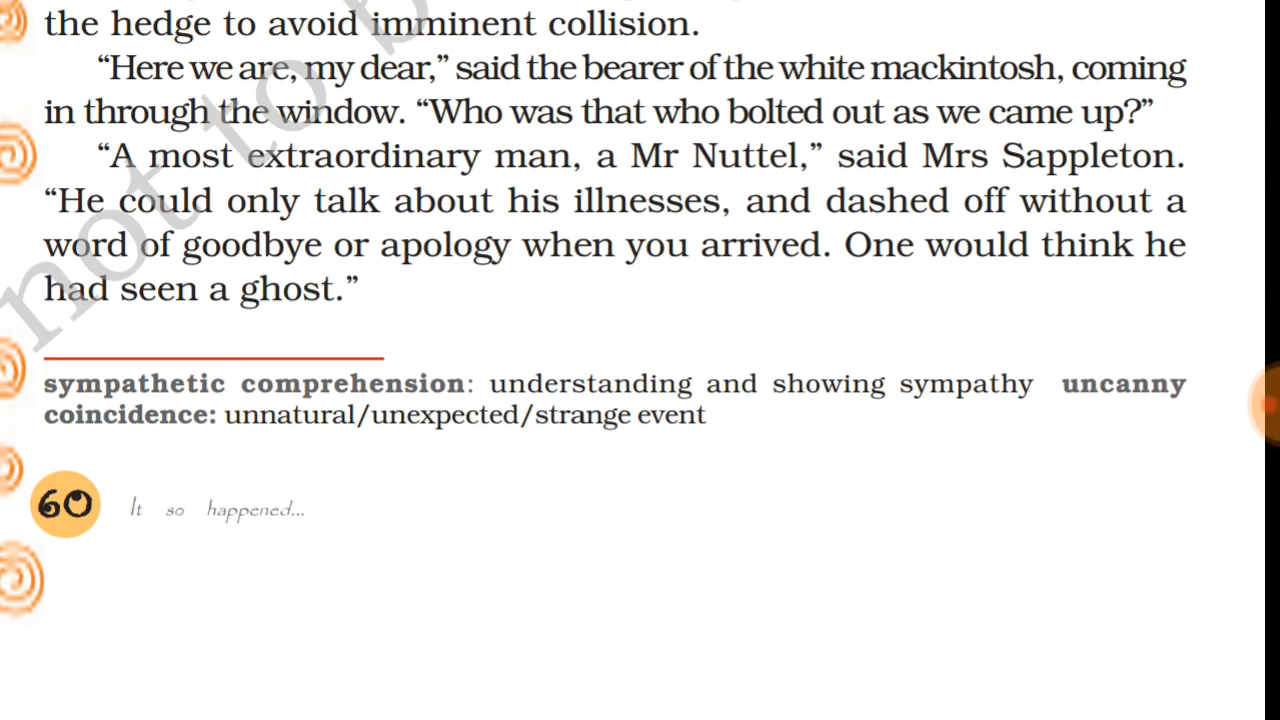 the hedge to avoid imminent collision.
“Here we are, my dear,” said the bearer of the white mackintosh, coming
in through the window. “Who was that who bolted out as we came up?”
“A most extraordinary man, a Mr Nuttel,” said Mrs Sappleton.
“He could only talk about his illnesses, and dashed off without a
word of goodbye or apology when you arrived. One would think he
had seen a ghost.”
sympathetic comprehension: understanding and showing sympathy uncanny
coincidence: unnatural/unexpected/strange event
60 It so happened...
not to b